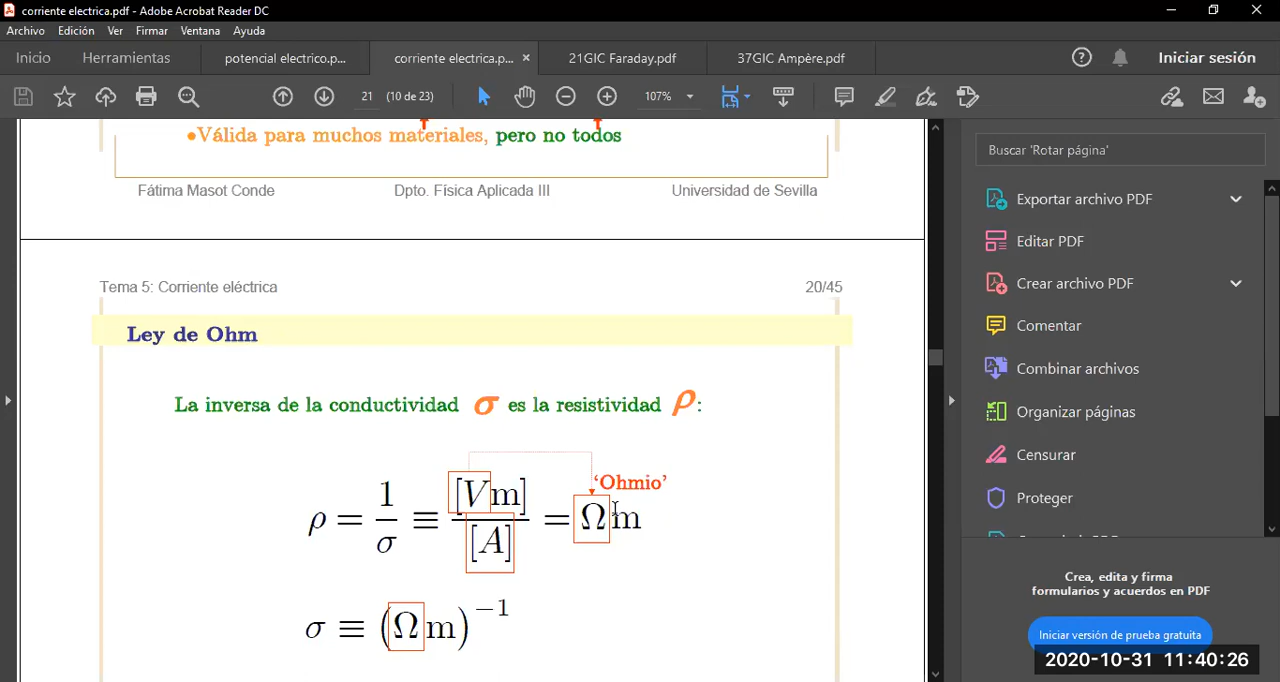 corriente electrica.pdf - Adobe Acrobat Reader DC
Archivo Edición Ver Firmar Ventana Ayuda
Inicio Herramientas potencial electrico.p... corriente electrica.p... × 21GIC Faraday.pdf 37GIC Ampère.pdf Iniciar sesión
21 (10 de 23) 107%
•Válida para muchos materiales, pero no todos
Fátima Masot Conde Dpto. Física Aplicada III Universidad de Sevilla
Tema 5: Corriente eléctrica 20/45
Ley de Ohm
La inversa de la conductividad σ es la resistividad ρ:
'Ohmio'
ρ = 1/σ ≡ [Vm]/[A] = Ωm
σ ≡ (Ωm)⁻¹
Buscar 'Rotar página'
Exportar archivo PDF
Editar PDF
Crear archivo PDF
Comentar
Combinar archivos
Organizar páginas
Censurar
Proteger
Crea, edita y firma
formularios y acuerdos en PDF
Iniciar versión de prueba gratuita
2020-10-31 11:40:26